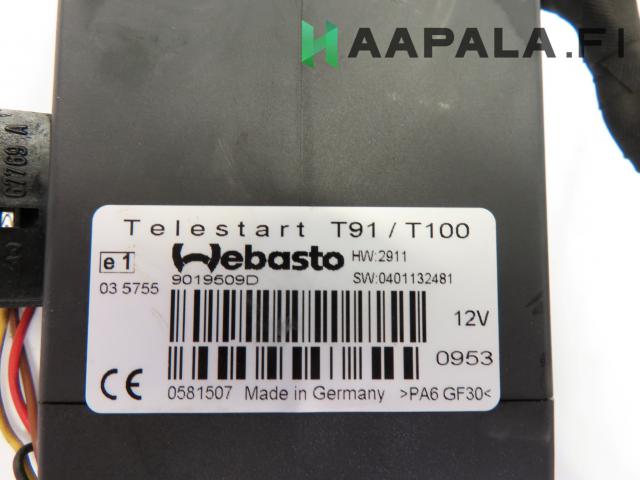 HAAPALA.FI
67769 A
Telestart T91 / T100
e1
Webasto HW:2911
03 5755 9019509D SW:0401132481
12V
0953
CE 0581507 Made in Germany >PA6 GF30<